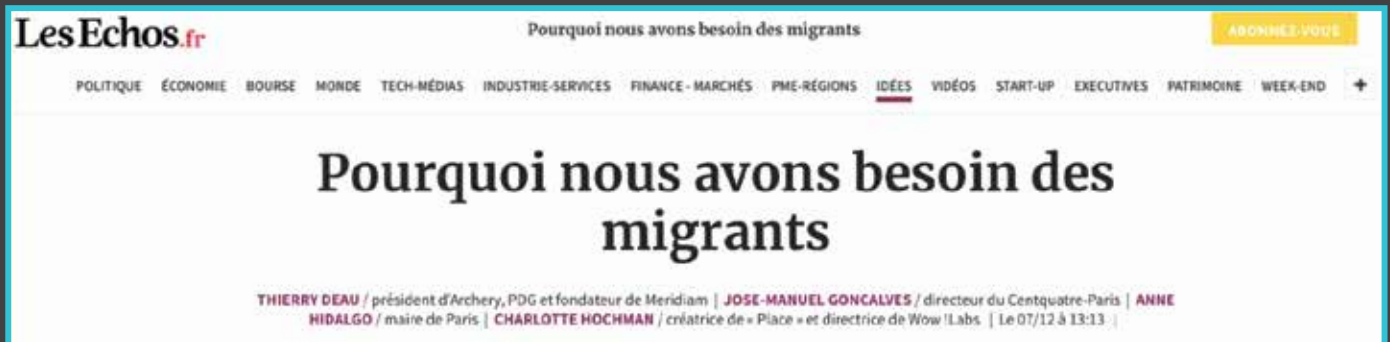 LesEchos.fr
Pourquoi nous avons besoin des migrants
ABONNEZ-VOUS
POLITIQUE ÉCONOMIE BOURSE MONDE TECH-MÉDIAS INDUSTRIE-SERVICES FINANCE - MARCHÉS PME-RÉGIONS IDÉES VIDÉOS START-UP EXECUTIVES PATRIMOINE WEEK-END +
Pourquoi nous avons besoin des
migrants
THIERRY DEAU / président d'Archery, PDG et fondateur de Meridiam | JOSE-MANUEL GONCALVES / directeur du Centquatre-Paris | ANNE
HIDALGO / maire de Paris | CHARLOTTE HOCHMAN / créatrice de « Place » et directrice de Wow !Labs | Le 07/12 à 13:13 |